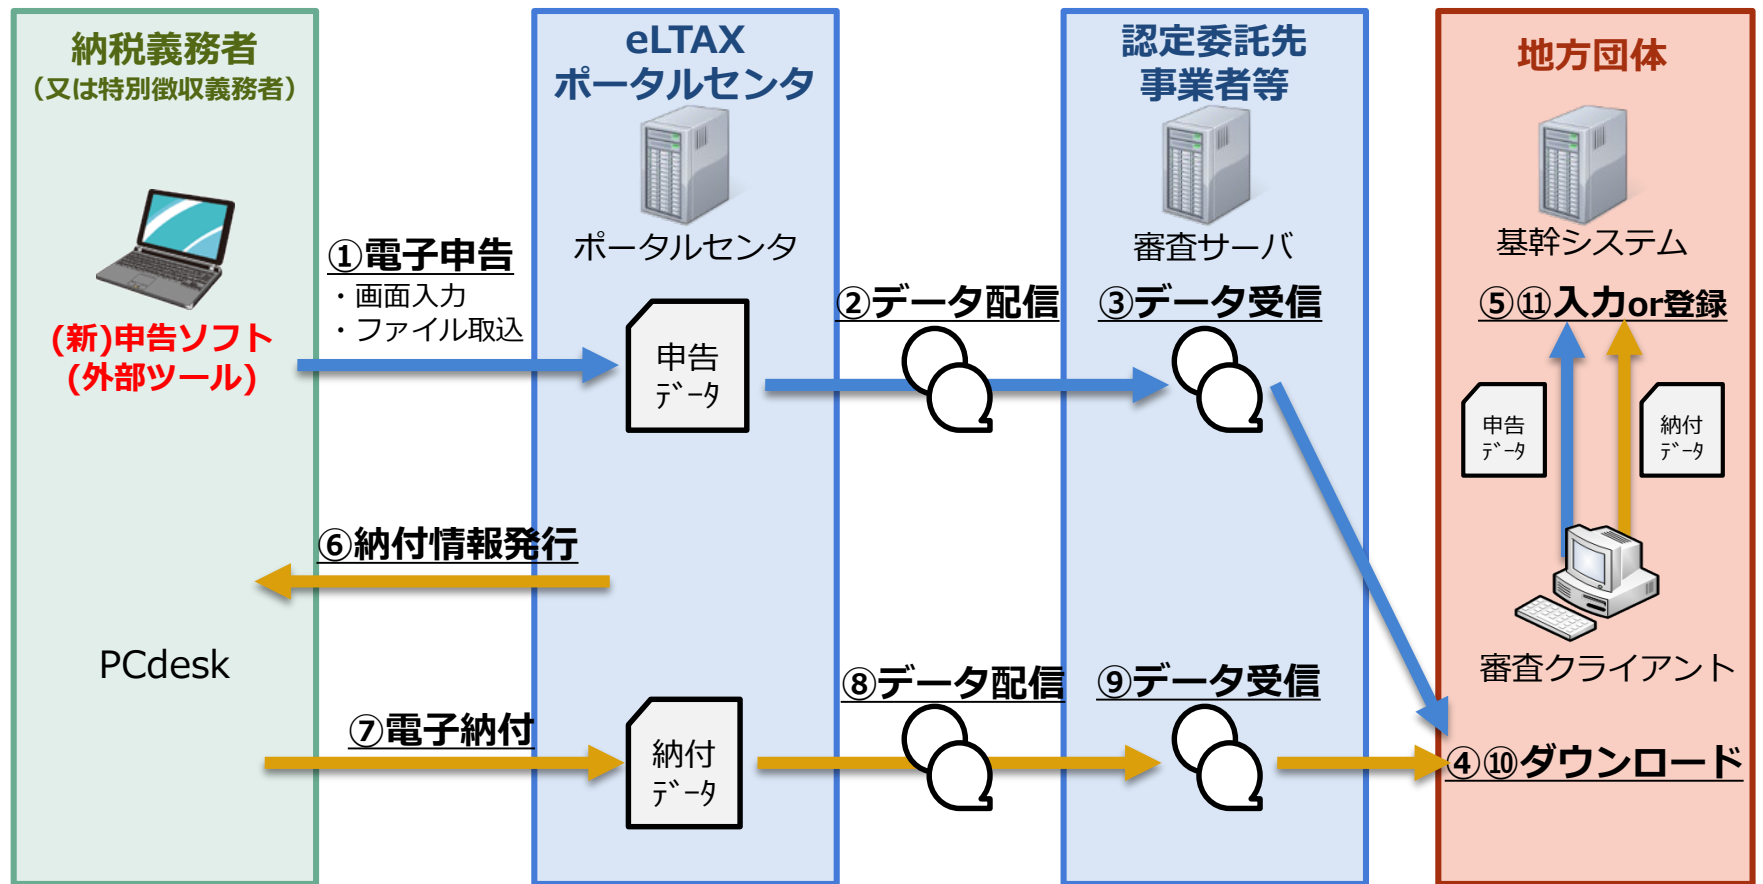 納税義務者
（又は特別徴収義務者）
(新)申告ソフト
(外部ツール)
PCdesk
①電子申告
・画面入力
・ファイル取込
⑥納付情報発行
⑦電子納付
eLTAX
ポータルセンタ
ポータルセンタ
申告
ﾃﾞｰﾀ
納付
ﾃﾞｰﾀ
②データ配信
⑧データ配信
認定委託先
事業者等
審査サーバ
③データ受信
⑨データ受信
地方団体
基幹システム
⑤⑪入力or登録
申告
ﾃﾞｰﾀ
納付
ﾃﾞｰﾀ
審査クライアント
④⑩ダウンロード